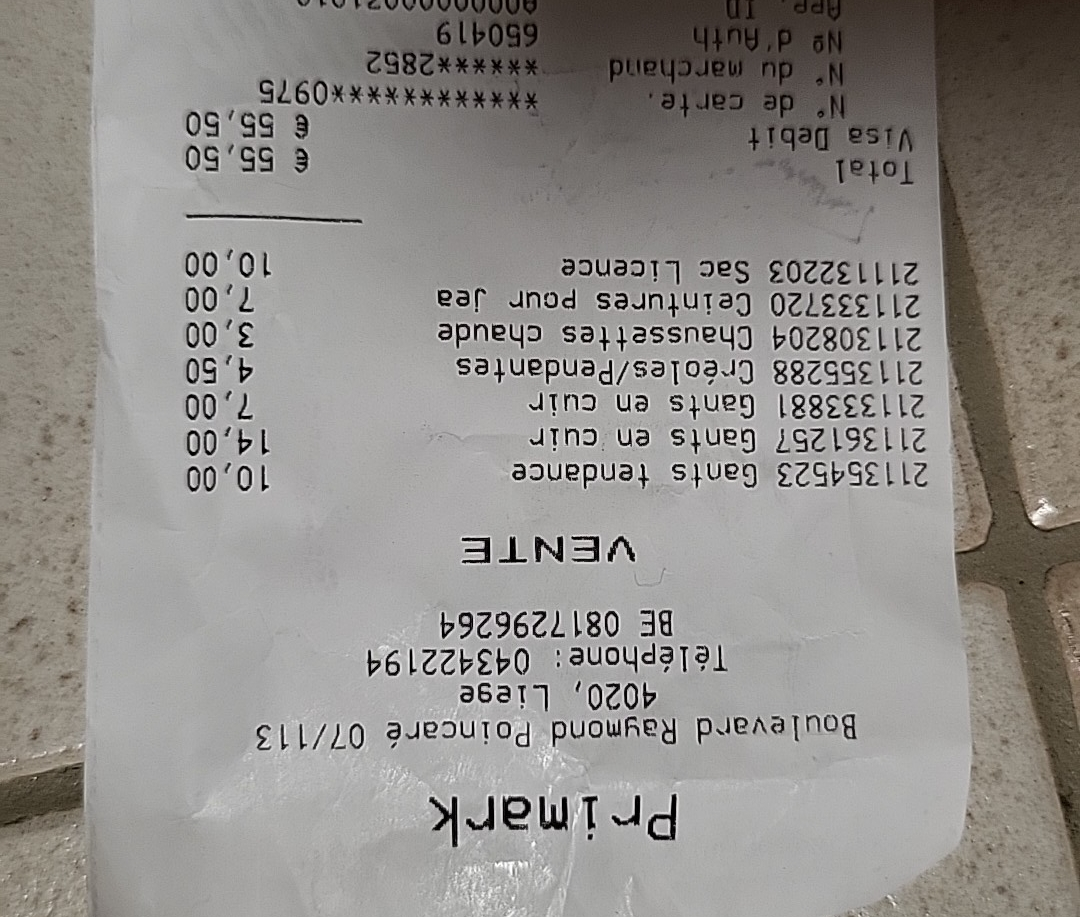 Primark
Boulevard Raymond Poincaré 07/113
4020, Liege
Téléphone: 043422194
BE 0817296264
VENTE
211354523 Gants tendance 10,00
211361257 Gants en cuir 14,00
211333881 Gants en cuir 7,00
211355288 Créoles/Pendantes 4,50
211308204 Chaussettes chaude 3,00
211333720 Ceintures pour jea 7,00
211132203 Sac Licence 10,00
Total € 55,50
Visa Debit € 55,50
N° de carte. ************0975
N° du marchand ******2852
Nº d'Auth 650419
App. ID